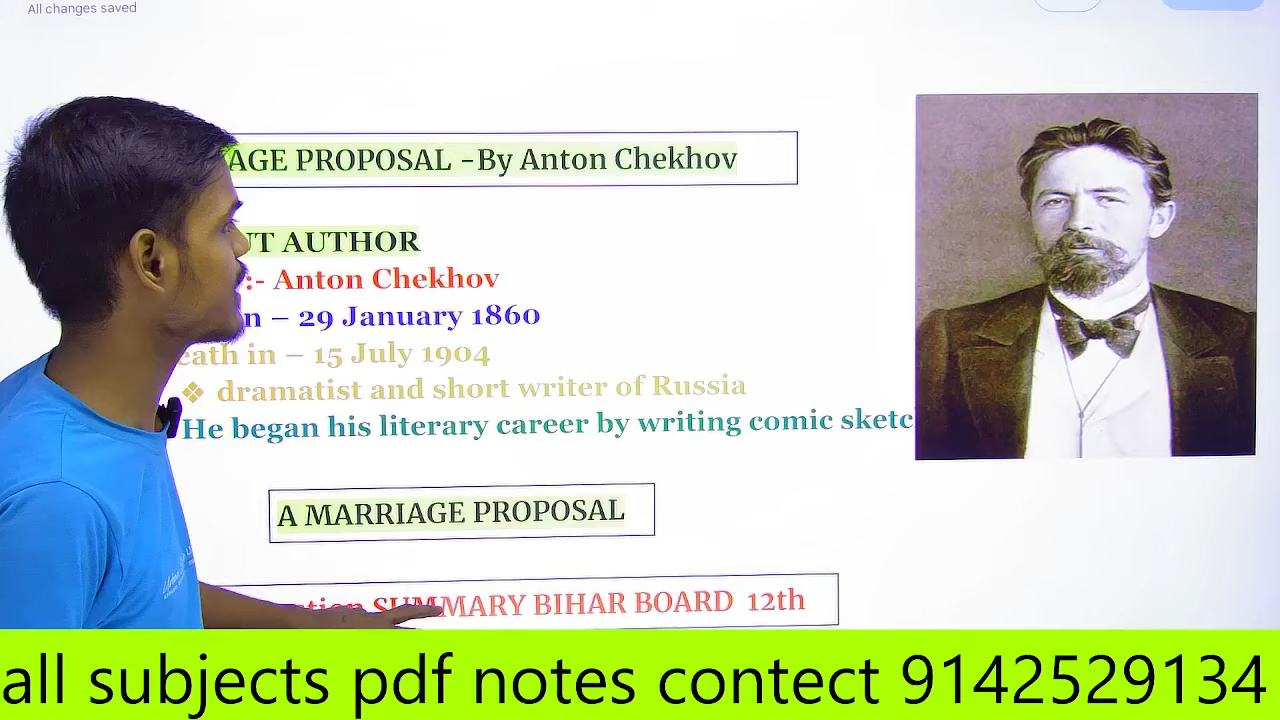 All changes saved
AGE PROPOSAL -By Anton Chekhov
UT AUTHOR
:- Anton Chekhov
n – 29 January 1860
eath in – 15 July 1904
❖ dramatist and short writer of Russia
He began his literary career by writing comic sketc
A MARRIAGE PROPOSAL
SUMMARY BIHAR BOARD 12th
all subjects pdf notes contect 9142529134